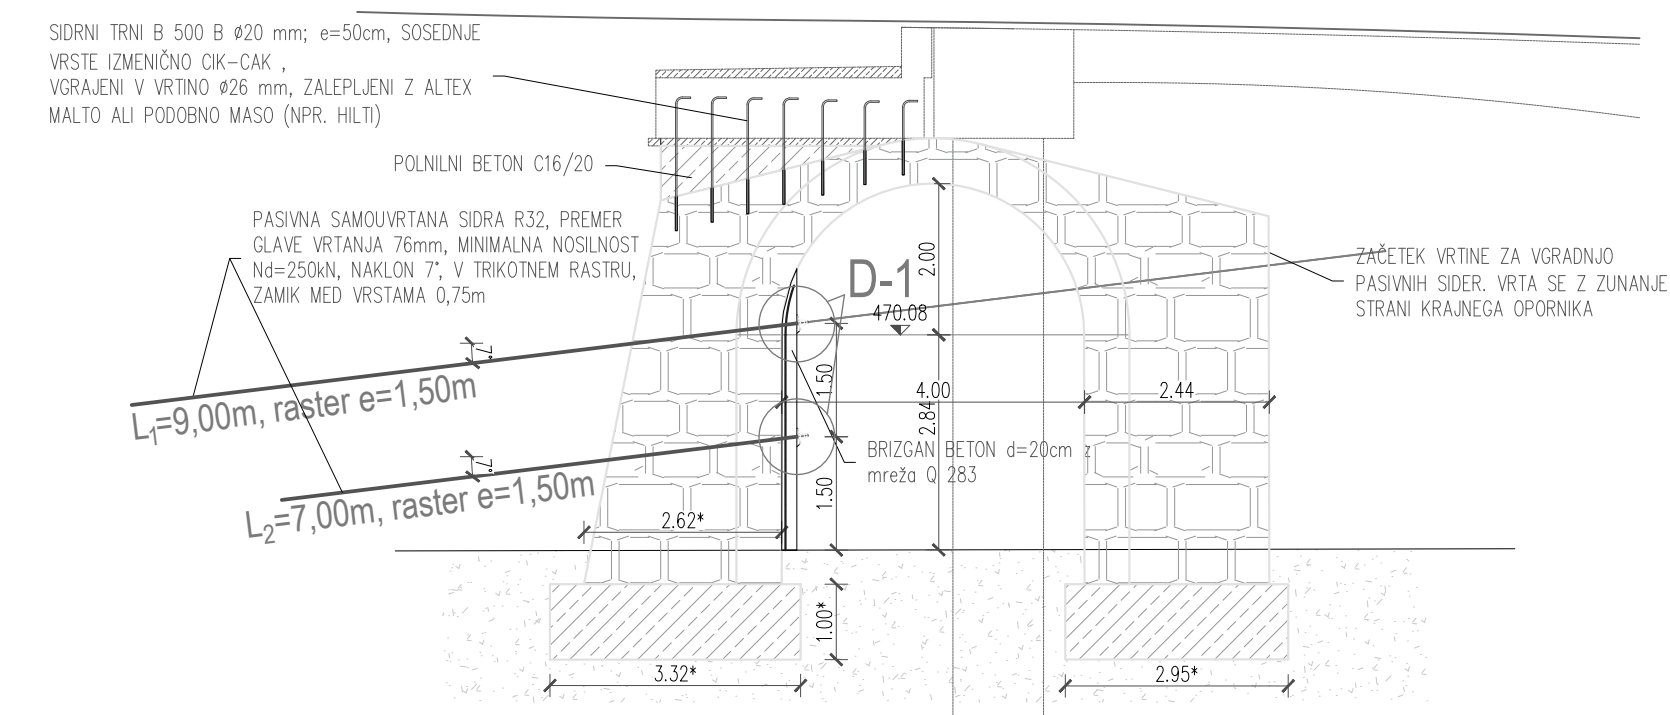 SIDRNI TRNI B 500 B ø20 mm; e=50cm, SOSEDNJE
VRSTE IZMENIČNO CIK-CAK ,
VGRAJENI V VRTINO ø26 mm, ZALEPLJENI Z ALTEX
MALTO ALI PODOBNO MASO (NPR. HILTI)
POLNILNI BETON C16/20
PASIVNA SAMOUVRTANA SIDRA R32, PREMER
GLAVE VRTANJA 76mm, MINIMALNA NOSILNOST
Nd=250kN, NAKLON 7°, V TRIKOTNEM RASTRU,
ZAMIK MED VRSTAMA 0,75m
ZAČETEK VRTINE ZA VGRADNJO
PASIVNIH SIDER. VRTA SE Z ZUNANJE
STRANI KRAJNEGA OPORNIKA
D-1
2.00
470.08
7°
L1=9,00m, raster e=1,50m
1.50
4.00
2.44
2.84
BRIZGAN BETON d=20cm z
mreža Q 283
7°
L2=7,00m, raster e=1,50m
1.50
2.62*
1.00*
3.32*
2.95*